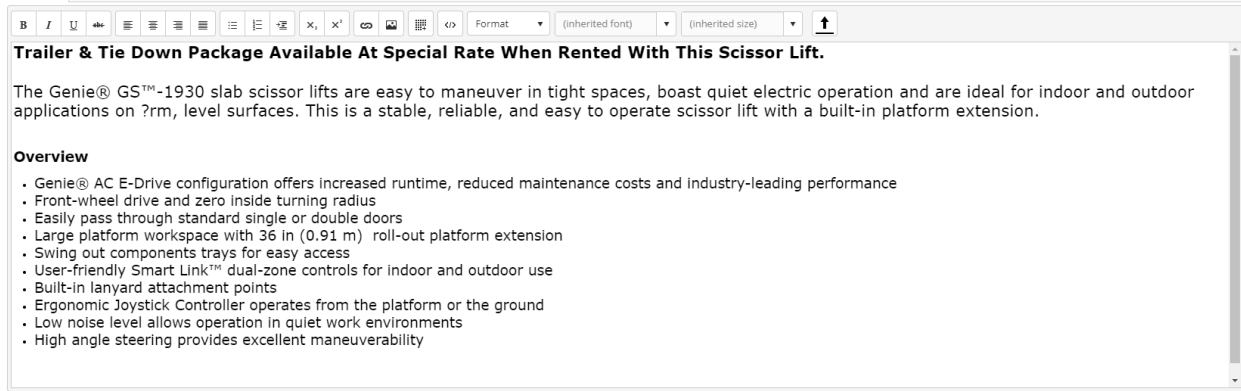 B I U abc x₂ x² Format (inherited font) (inherited size)
Trailer & Tie Down Package Available At Special Rate When Rented With This Scissor Lift.
The Genie® GS™-1930 slab scissor lifts are easy to maneuver in tight spaces, boast quiet electric operation and are ideal for indoor and outdoor
applications on ?rm, level surfaces. This is a stable, reliable, and easy to operate scissor lift with a built-in platform extension.
Overview
• Genie® AC E-Drive configuration offers increased runtime, reduced maintenance costs and industry-leading performance
• Front-wheel drive and zero inside turning radius
• Easily pass through standard single or double doors
• Large platform workspace with 36 in (0.91 m)  roll-out platform extension
• Swing out components trays for easy access
• User-friendly Smart Link™ dual-zone controls for indoor and outdoor use
• Built-in lanyard attachment points
• Ergonomic Joystick Controller operates from the platform or the ground
• Low noise level allows operation in quiet work environments
• High angle steering provides excellent maneuverability